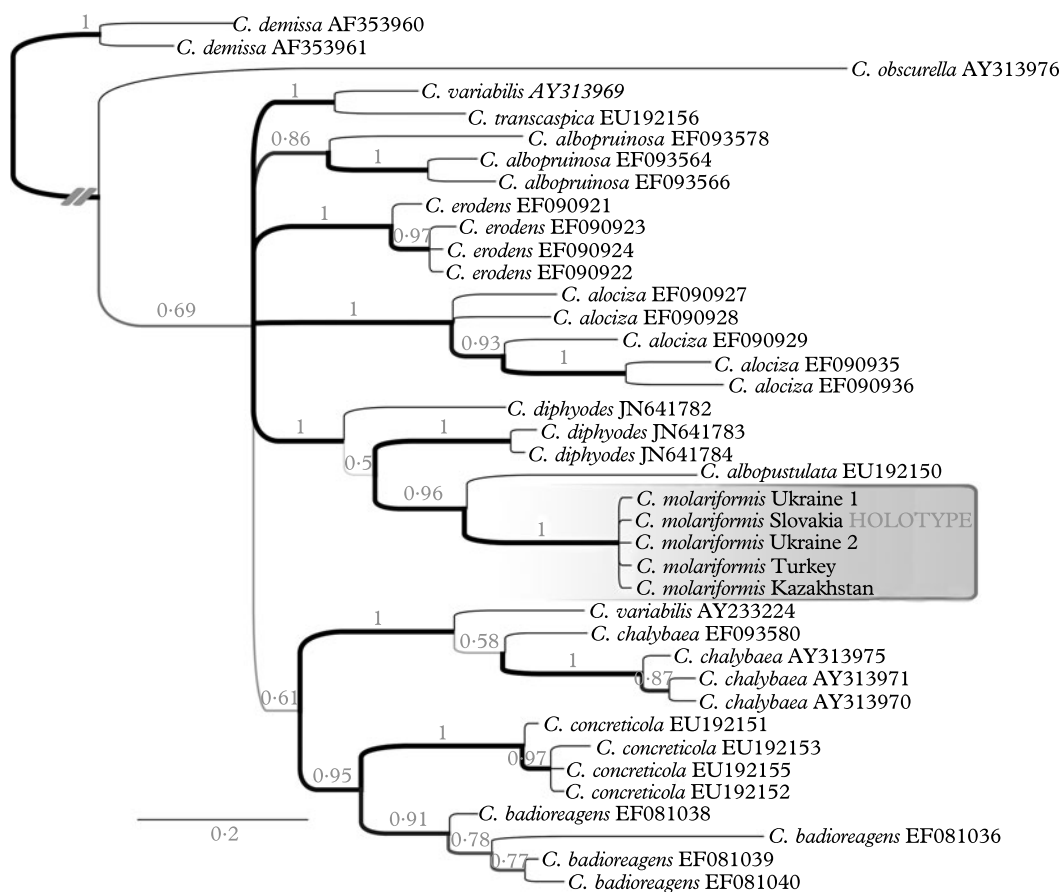 1
C. demissa AF353960
C. demissa AF353961
C. obscurella AY313976
1
C. variabilis AY313969
C. transcaspica EU192156
0·86
C. albopruinosa EF093578
1
C. albopruinosa EF093564
C. albopruinosa EF093566
1
C. erodens EF090921
0·97
C. erodens EF090923
C. erodens EF090924
C. erodens EF090922
0·69
1
C. alociza EF090927
C. alociza EF090928
0·93
C. alociza EF090929
1
C. alociza EF090935
C. alociza EF090936
1
C. diphyodes JN641782
0·5
1
C. diphyodes JN641783
C. diphyodes JN641784
0·96
C. albopustulata EU192150
1
C. molariformis Ukraine 1
C. molariformis Slovakia HOLOTYPE
C. molariformis Ukraine 2
C. molariformis Turkey
C. molariformis Kazakhstan
0·61
1
C. variabilis AY233224
0·58
C. chalybaea EF093580
1
C. chalybaea AY313975
0·87
C. chalybaea AY313971
C. chalybaea AY313970
0·95
1
C. concreticola EU192151
0·97
C. concreticola EU192153
C. concreticola EU192155
C. concreticola EU192152
0·91
C. badioreagens EF081038
0·78
C. badioreagens EF081036
0·77
C. badioreagens EF081039
C. badioreagens EF081040
0·2